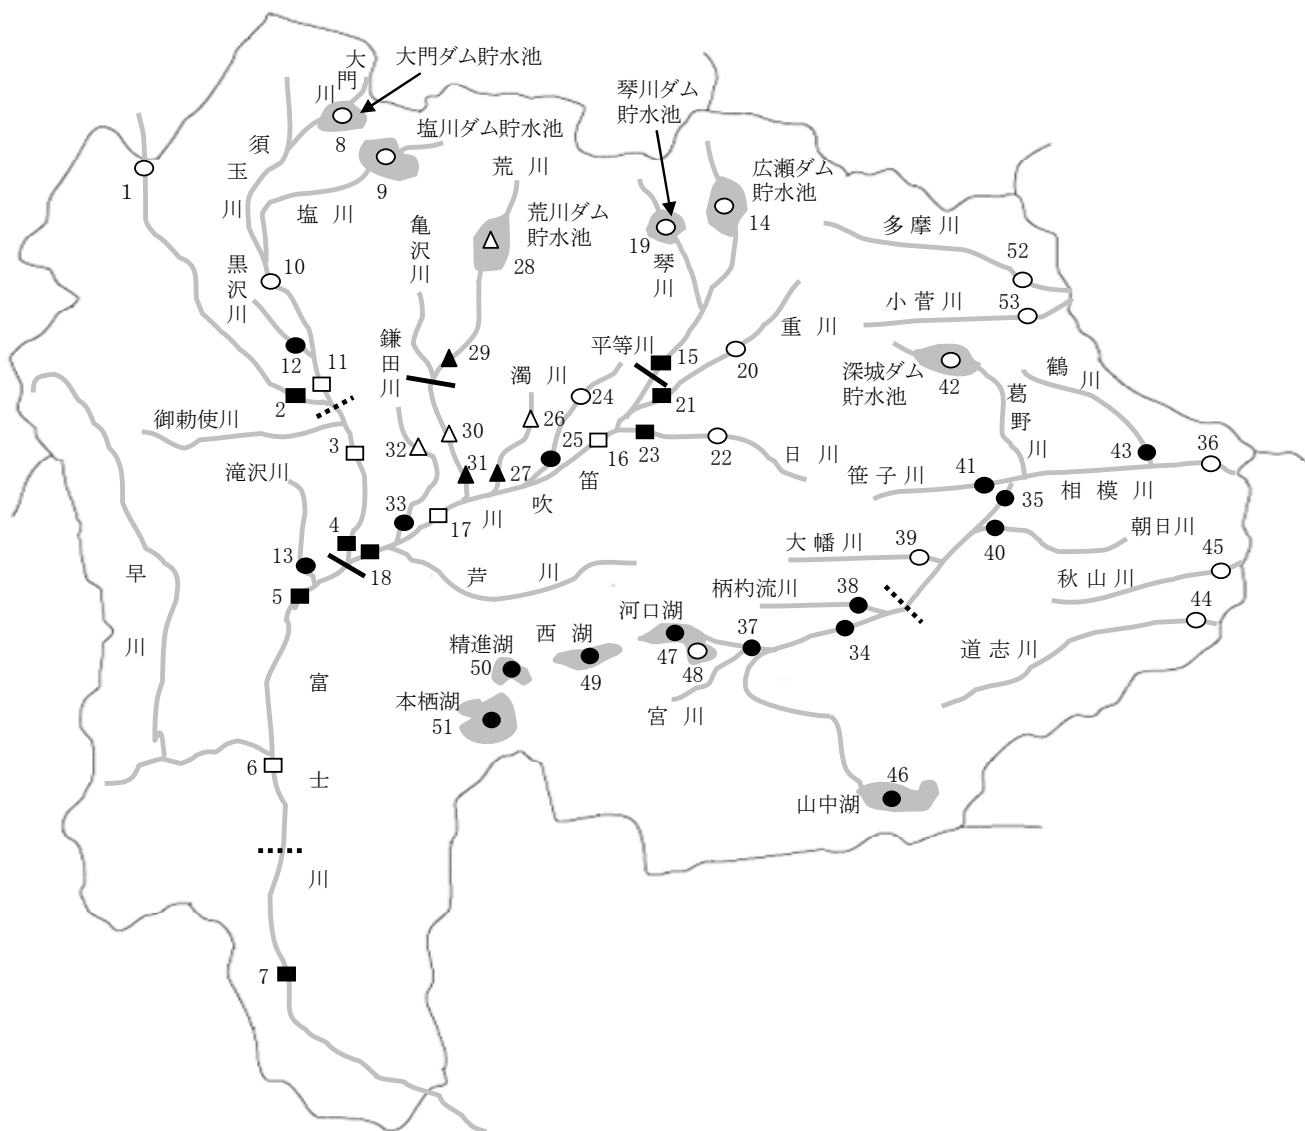 大門川
大門ダム貯水池
8
琴川ダム
貯水池
塩川ダム貯水池
9
須玉川
塩川
荒川
1
広瀬ダム
貯水池
14
19
琴川
亀沢川
荒川ダム
貯水池
28
多摩川
52
小菅川
53
10
黒沢川
12
11
2
鎌田川
29
濁川
平等川
15
重川
20
深城ダム
貯水池
42
葛野川
鶴川
24
21
御勅使川
3
32
30
26
25
16
23
22
日川
43
36
笹子川
41
相模川
35
滝沢川
31
27
吹笛川
33
17
4
18
13
5
芦川
大幡川
39
40
朝日川
45
秋山川
44
道志川
早川
柄杓流川
38
河口湖
47
48
37
34
西湖
49
精進湖
50
本栖湖
51
宮川
富士川
6
46
山中湖
7